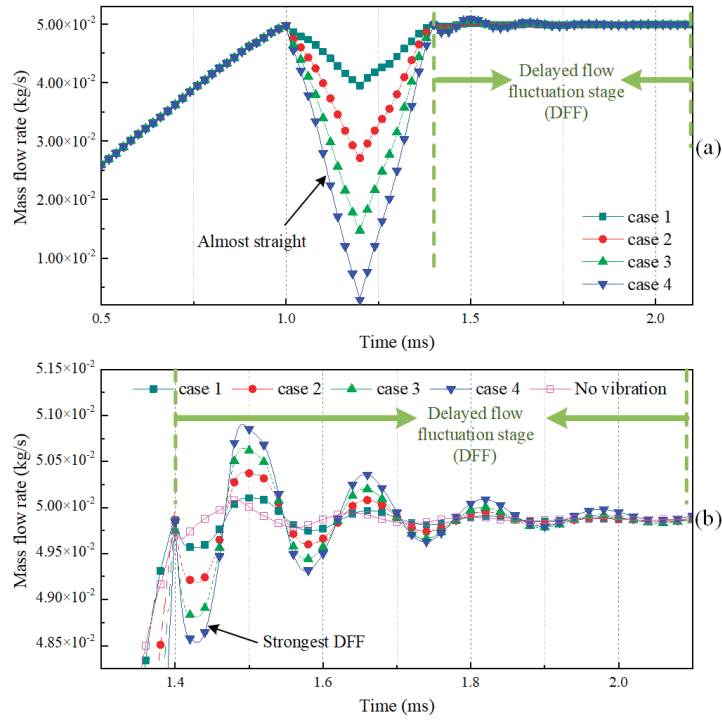 5.00×10⁻²
4.00×10⁻²
3.00×10⁻²
2.00×10⁻²
1.00×10⁻²
Mass flow rate (kg/s)
Delayed flow
fluctuation stage
(DFF)
Almost straight
case 1
case 2
case 3
case 4
(a)
0.5 1.0 1.5 2.0
Time (ms)
5.15×10⁻²
5.10×10⁻²
5.05×10⁻²
5.00×10⁻²
4.95×10⁻²
4.90×10⁻²
4.85×10⁻²
Mass flow rate (kg/s)
case 1 case 2 case 3 case 4 No vibration
Delayed flow
fluctuation stage
(DFF)
Strongest DFF
(b)
1.4 1.6 1.8 2.0
Time (ms)